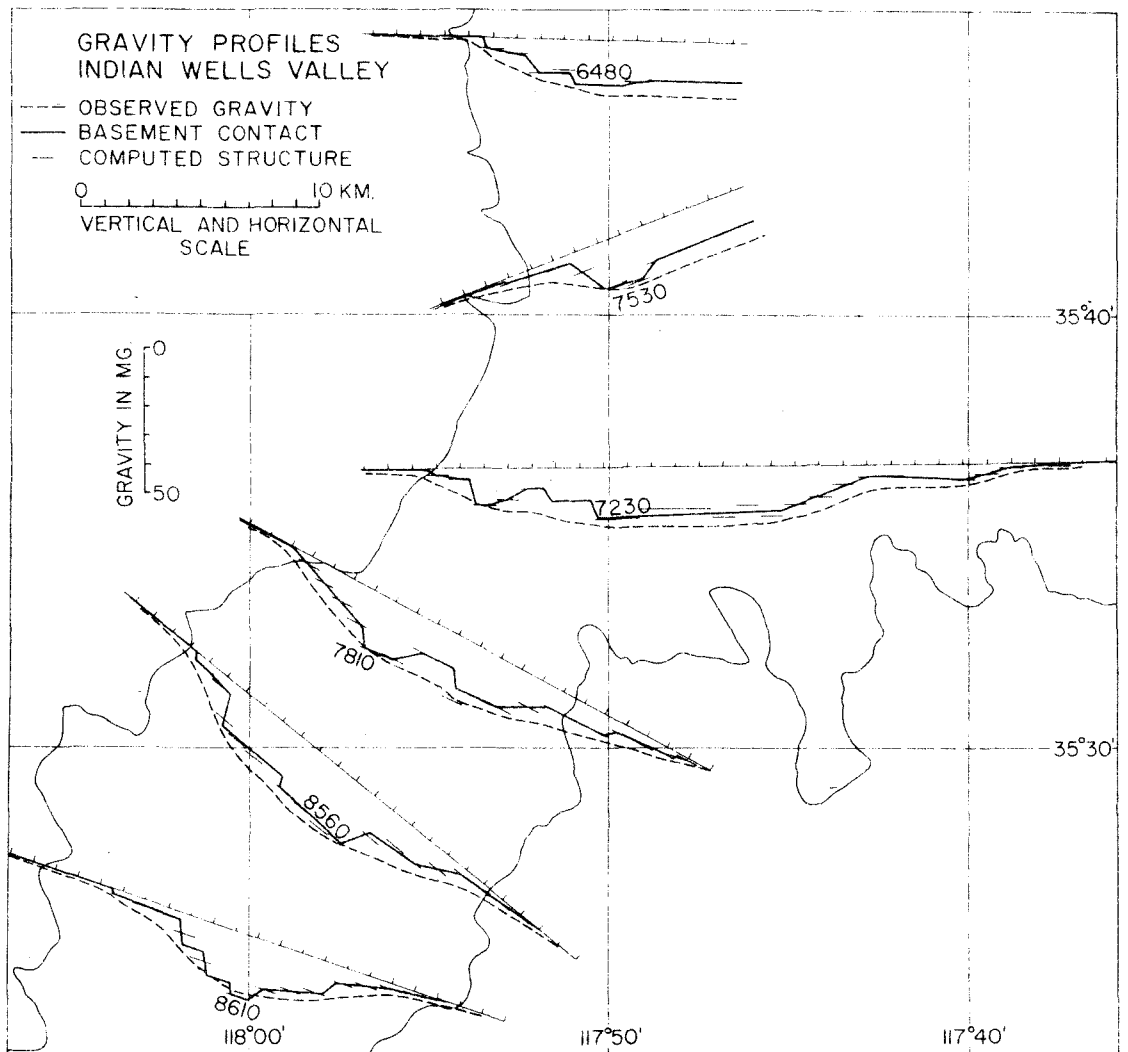 GRAVITY PROFILES
INDIAN WELLS VALLEY
OBSERVED GRAVITY
BASEMENT CONTACT
COMPUTED STRUCTURE
0 10 KM.
VERTICAL AND HORIZONTAL
SCALE
6480
7530
35°40'
GRAVITY IN MG.
0
50
7230
7810
35°30'
8560
8610
118°00' 117°50' 117°40'